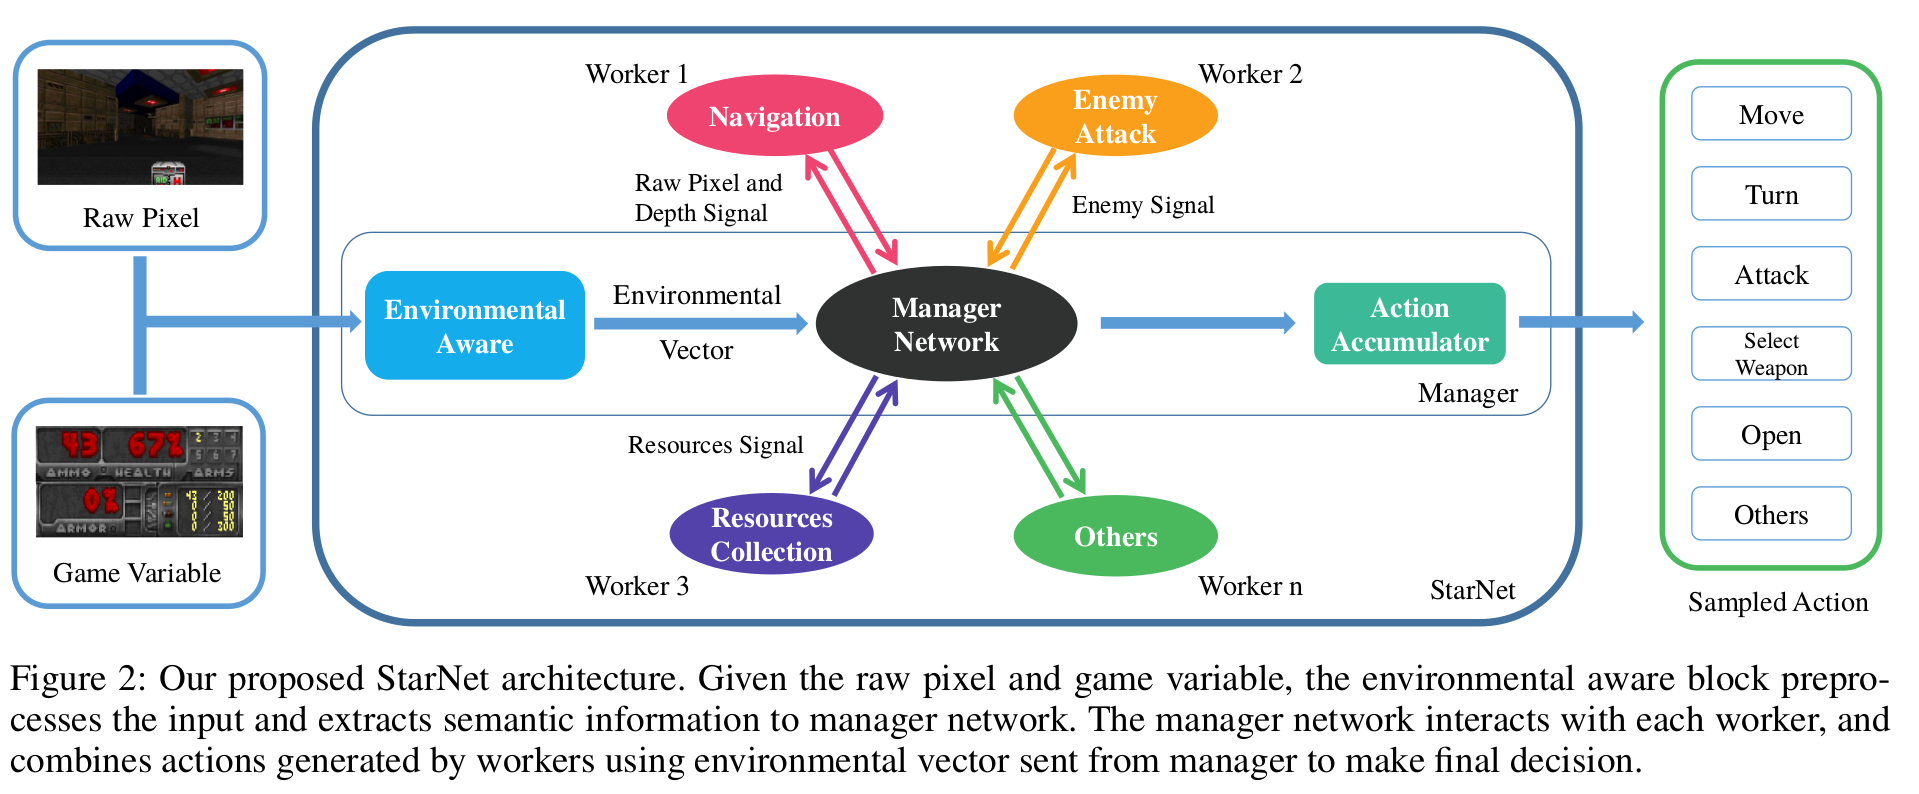 Raw Pixel
43 67%
2 3 4
5 6 7
AMMO HEALTH ARMS
0%
ARMOR
43 / 200
0 / 50
0 / 50
0 / 300
Game Variable
Worker 1
Navigation
Worker 2
Enemy
Attack
Raw Pixel and
Depth Signal
Enemy Signal
Environmental
Aware
Environmental
Vector
Manager
Network
Action
Accumulator
Manager
Resources Signal
Resources
Collection
Worker 3
Others
Worker n
StarNet
Move
Turn
Attack
Select
Weapon
Open
Others
Sampled Action
Figure 2: Our proposed StarNet architecture. Given the raw pixel and game variable, the environmental aware block prepro-
cesses the input and extracts semantic information to manager network. The manager network interacts with each worker, and
combines actions generated by workers using environmental vector sent from manager to make final decision.